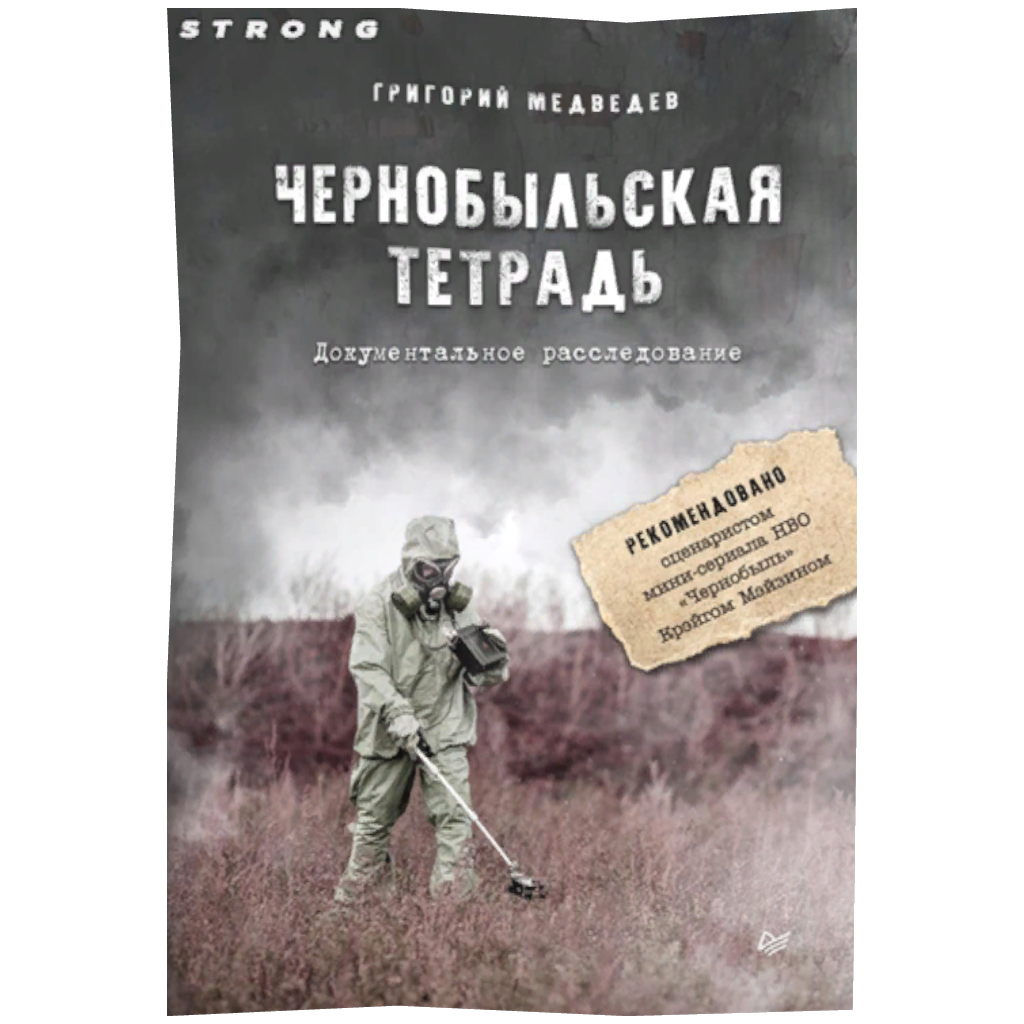 STRONG
ГРИГОРИЙ МЕДВЕДЕВ
ЧЕРНОБЫЛЬСКАЯ
ТЕТРАДЬ
Документальное расследование
РЕКОМЕНДОВАНО
сценаристом
мини-сериала HBO
«Чернобыль»
Крэйгом Мэйзином